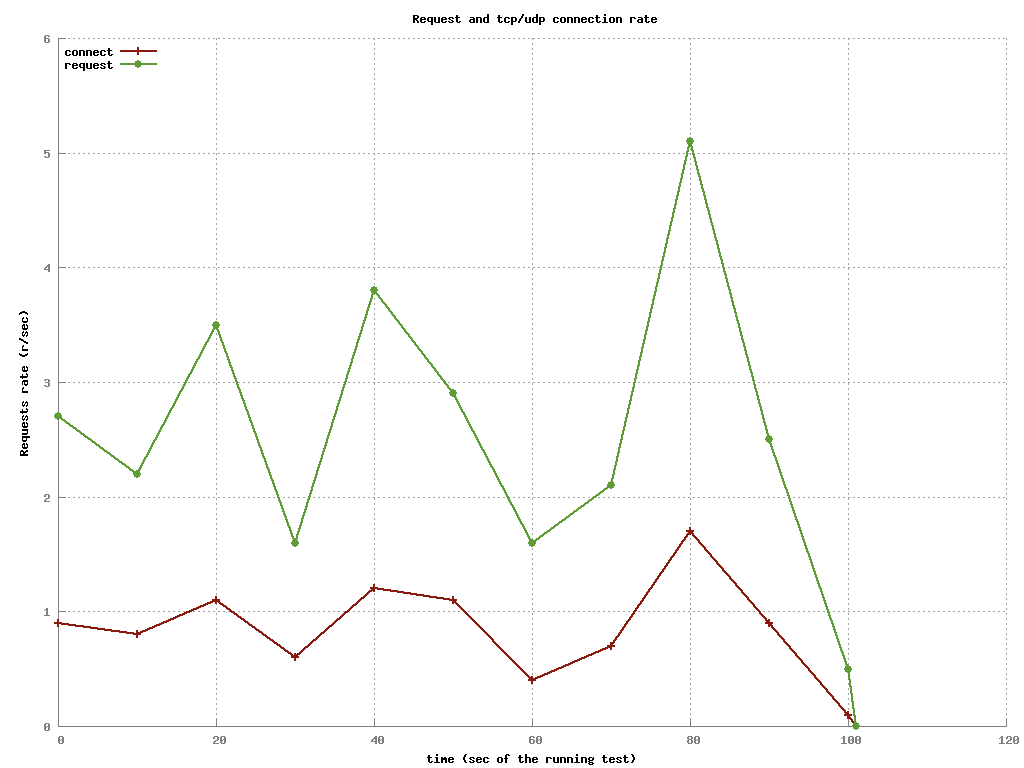 Request and tcp/udp connection rate
connect
request
6
5
4
3
2
1
0
Requests rate (r/sec)
0 20 40 60 80 100 120
time (sec of the running test)